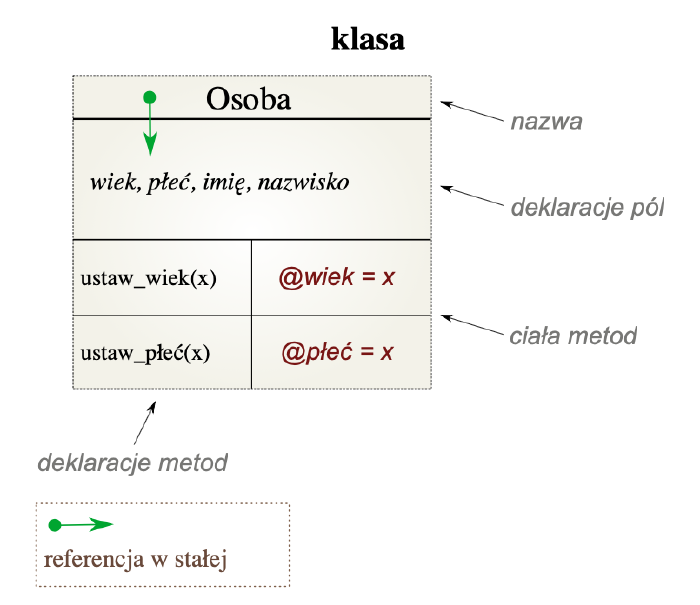 klasa
Osoba
nazwa
wiek, płeć, imię, nazwisko
deklaracje pól
ustaw_wiek(x)
@wiek = x
ciała metod
ustaw_płeć(x)
@płeć = x
deklaracje metod
referencja w stałej